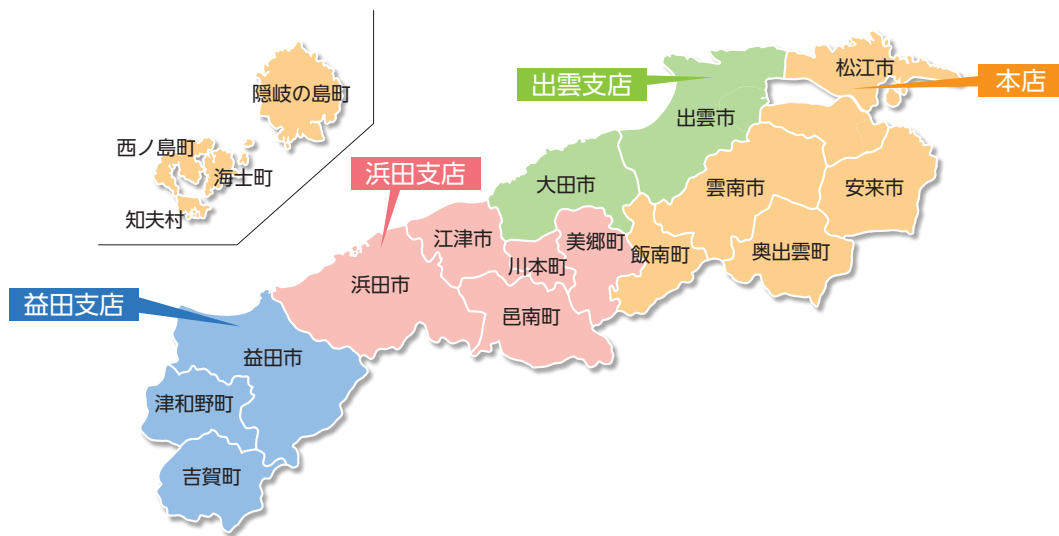 隠岐の島町
西ノ島町
海士町
知夫村
松江市
本店
出雲支店
出雲市
大田市
雲南市
安来市
浜田支店
江津市
美郷町
飯南町
奥出雲町
川本町
浜田市
邑南町
益田支店
益田市
津和野町
吉賀町